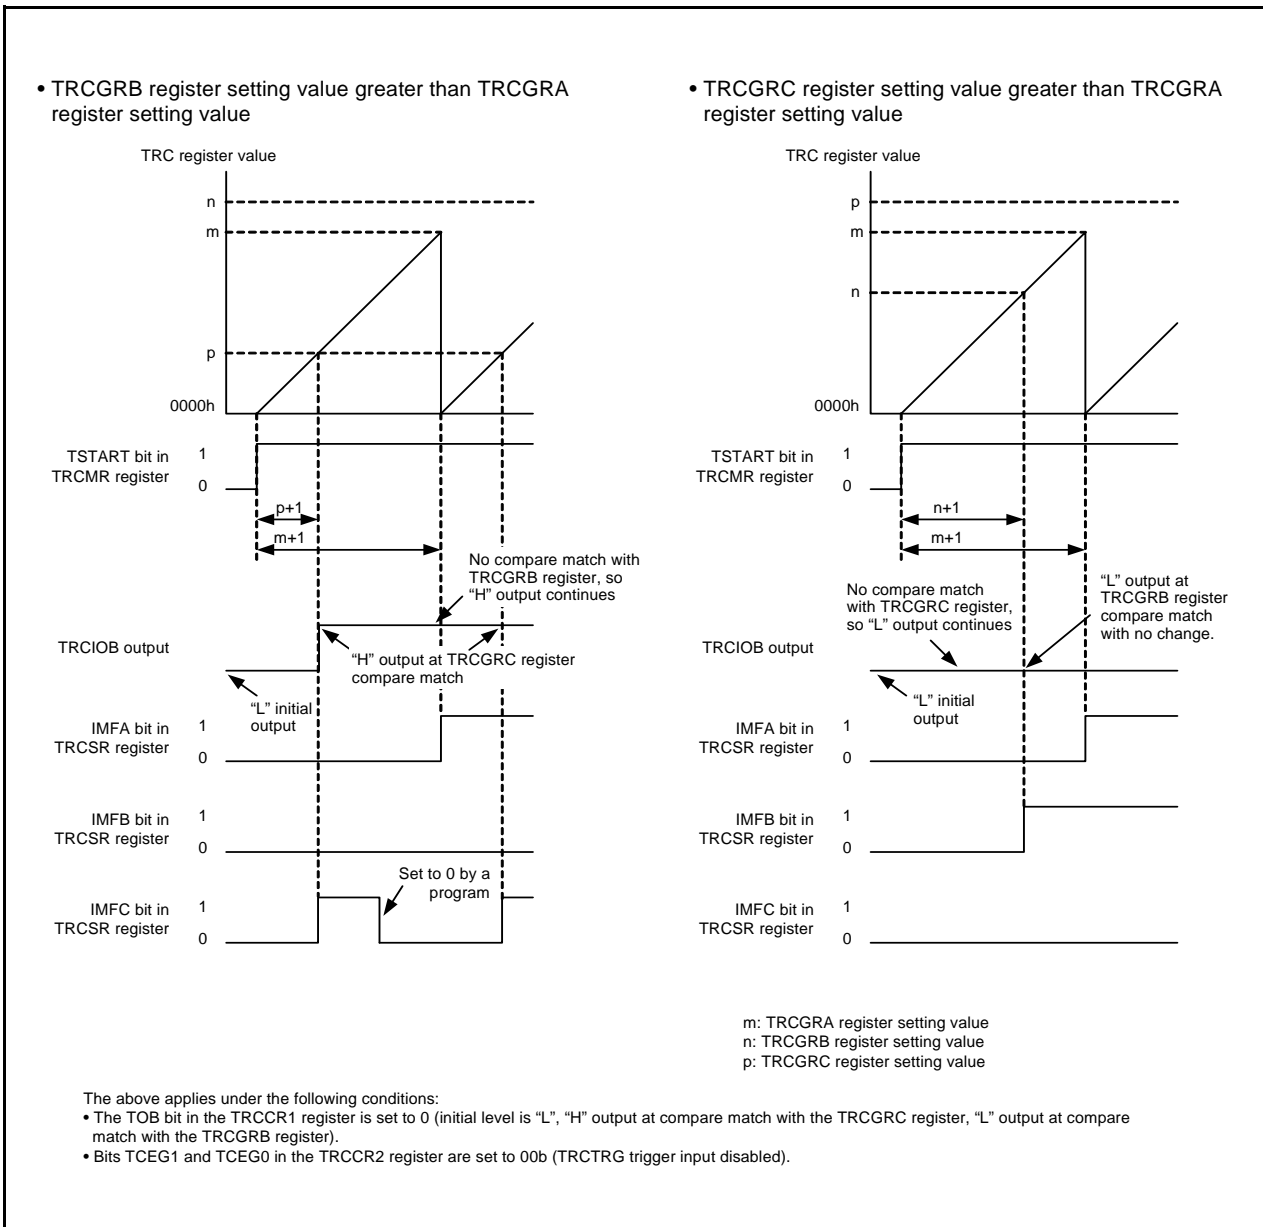 • TRCGRB register setting value greater than TRCGRA
register setting value
TRC register value
n
m
p
0000h
TSTART bit in
TRCMR register
1
0
p+1
m+1
No compare match with
TRCGRB register, so
“H” output continues
TRCIOB output
“H” output at TRCGRC register
compare match
“L” initial
output
IMFA bit in
TRCSR register
1
0
IMFB bit in
TRCSR register
1
0
Set to 0 by a
program
IMFC bit in
TRCSR register
1
0
• TRCGRC register setting value greater than TRCGRA
register setting value
TRC register value
p
m
n
0000h
TSTART bit in
TRCMR register
1
0
n+1
m+1
No compare match
with TRCGRC register,
so “L” output continues
“L” output at
TRCGRB register
compare match
with no change.
TRCIOB output
“L” initial
output
IMFA bit in
TRCSR register
1
0
IMFB bit in
TRCSR register
1
0
IMFC bit in
TRCSR register
1
0
m: TRCGRA register setting value
n: TRCGRB register setting value
p: TRCGRC register setting value
The above applies under the following conditions:
• The TOB bit in the TRCCR1 register is set to 0 (initial level is “L”, “H” output at compare match with the TRCGRC register, “L” output at compare
match with the TRCGRB register).
• Bits TCEG1 and TCEG0 in the TRCCR2 register are set to 00b (TRCTRG trigger input disabled).